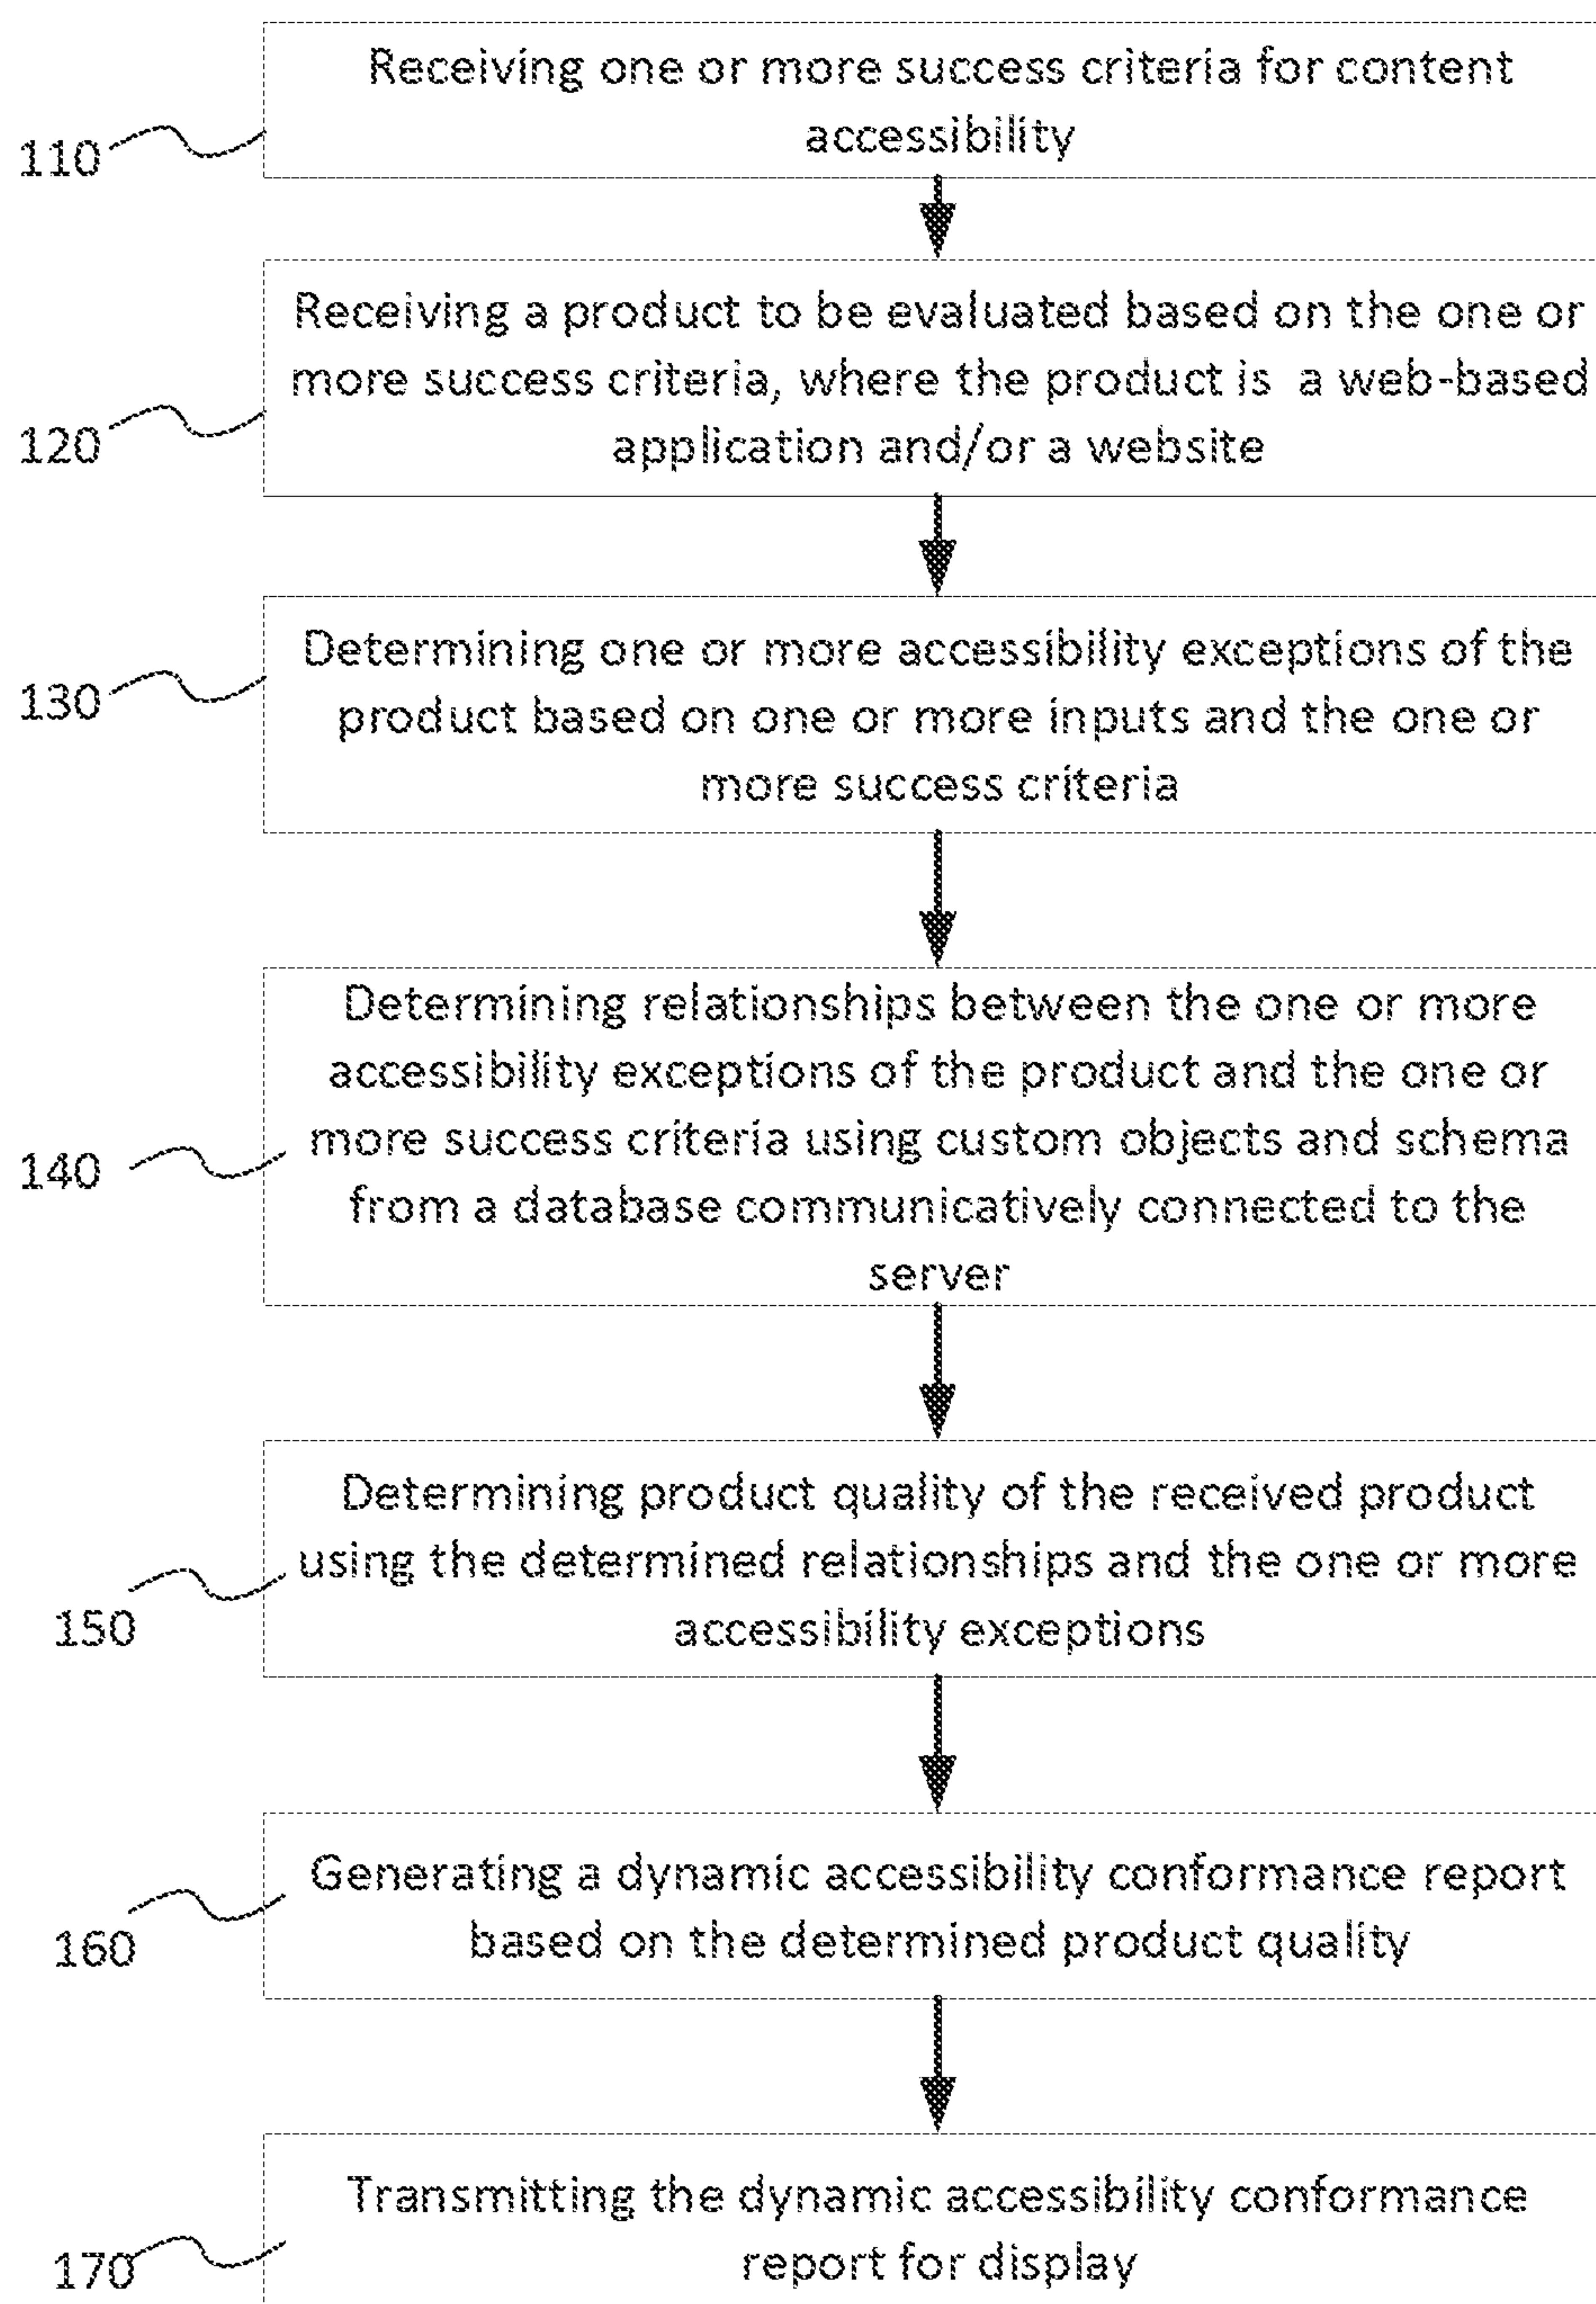 Receiving one or more success criteria for content
accessibility
110
Receiving a product to be evaluated based on the one or
more success criteria, where the product is a web-based
application and/or a website
120
Determining one or more accessibility exceptions of the
product based on one or more inputs and the one or
more success criteria
130
Determining relationships between the one or more
accessibility exceptions of the product and the one or
more success criteria using custom objects and schema
from a database communicatively connected to the
server
140
Determining product quality of the received product
using the determined relationships and the one or more
accessibility exceptions
150
Generating a dynamic accessibility conformance report
based on the determined product quality
160
Transmitting the dynamic accessibility conformance
report for display
170